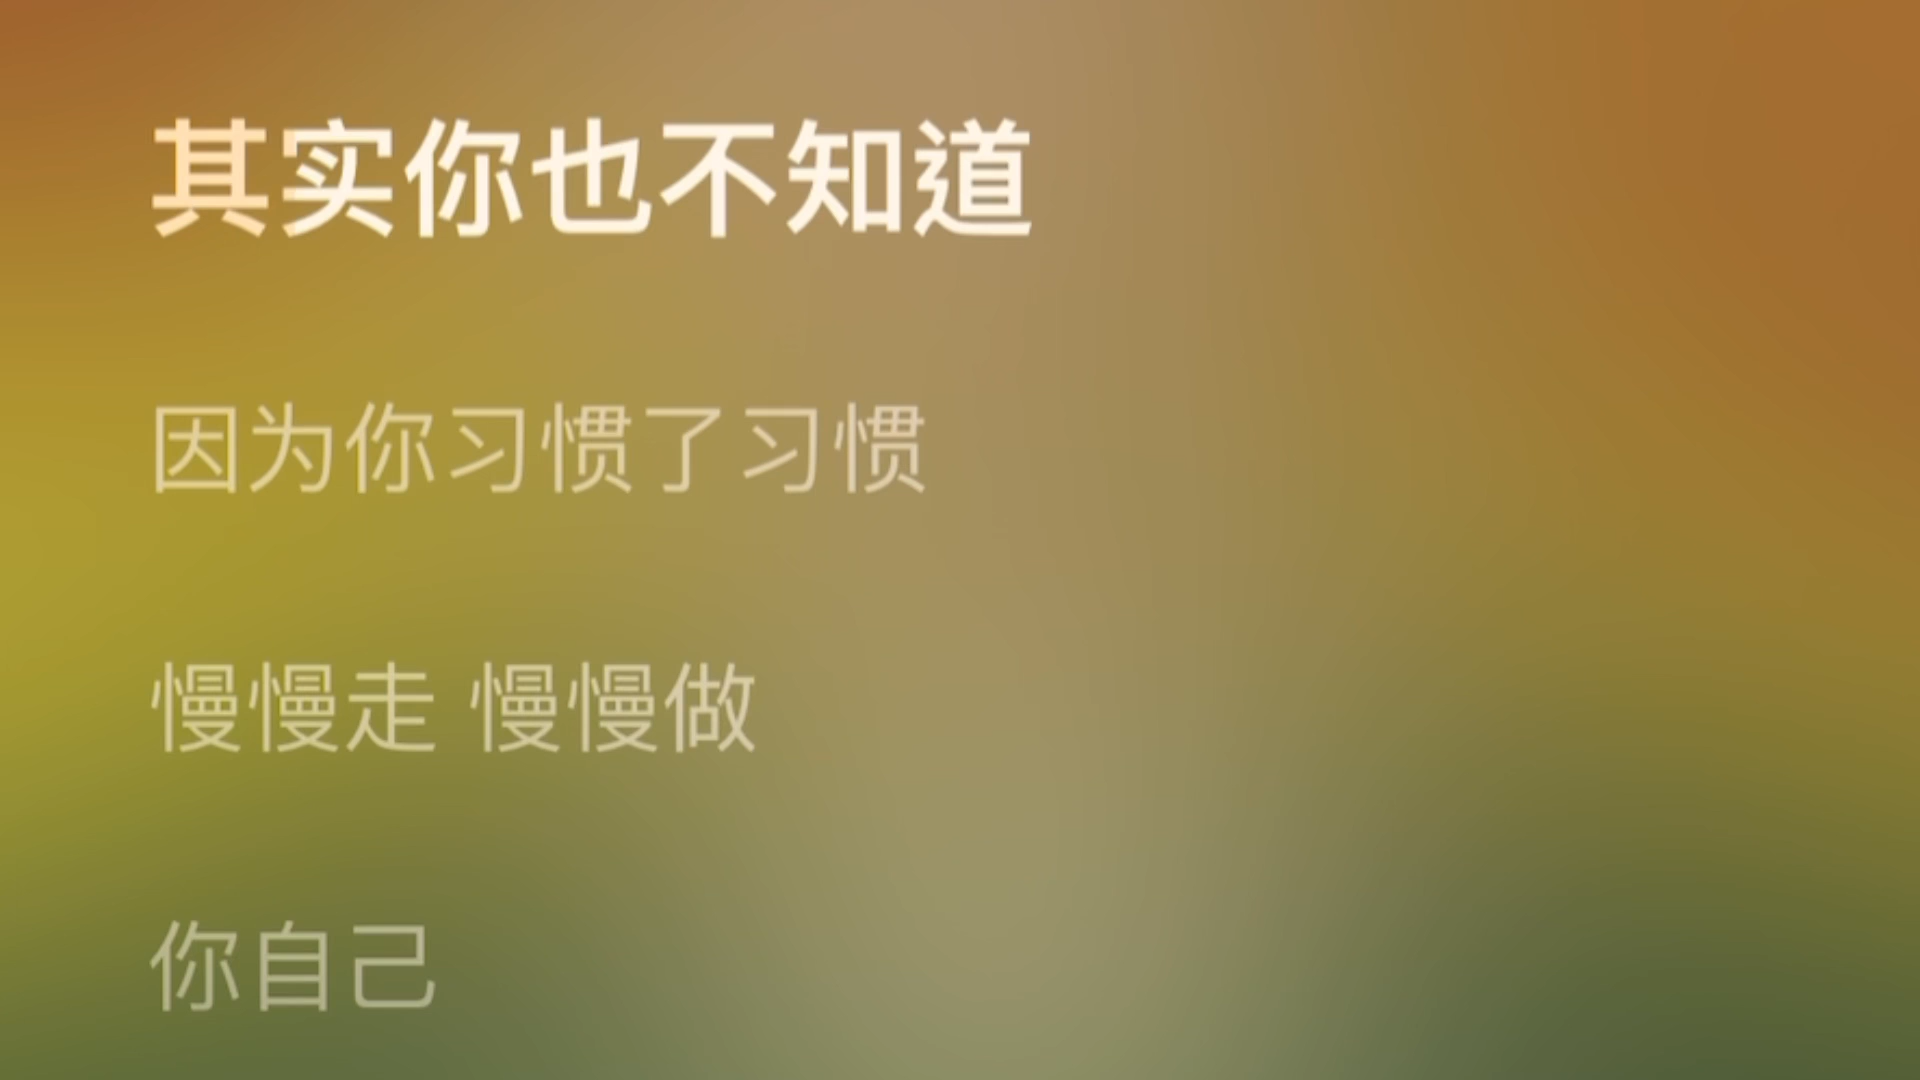 其实你也不知道
因为你习惯了习惯
慢慢走 慢慢做
你自己